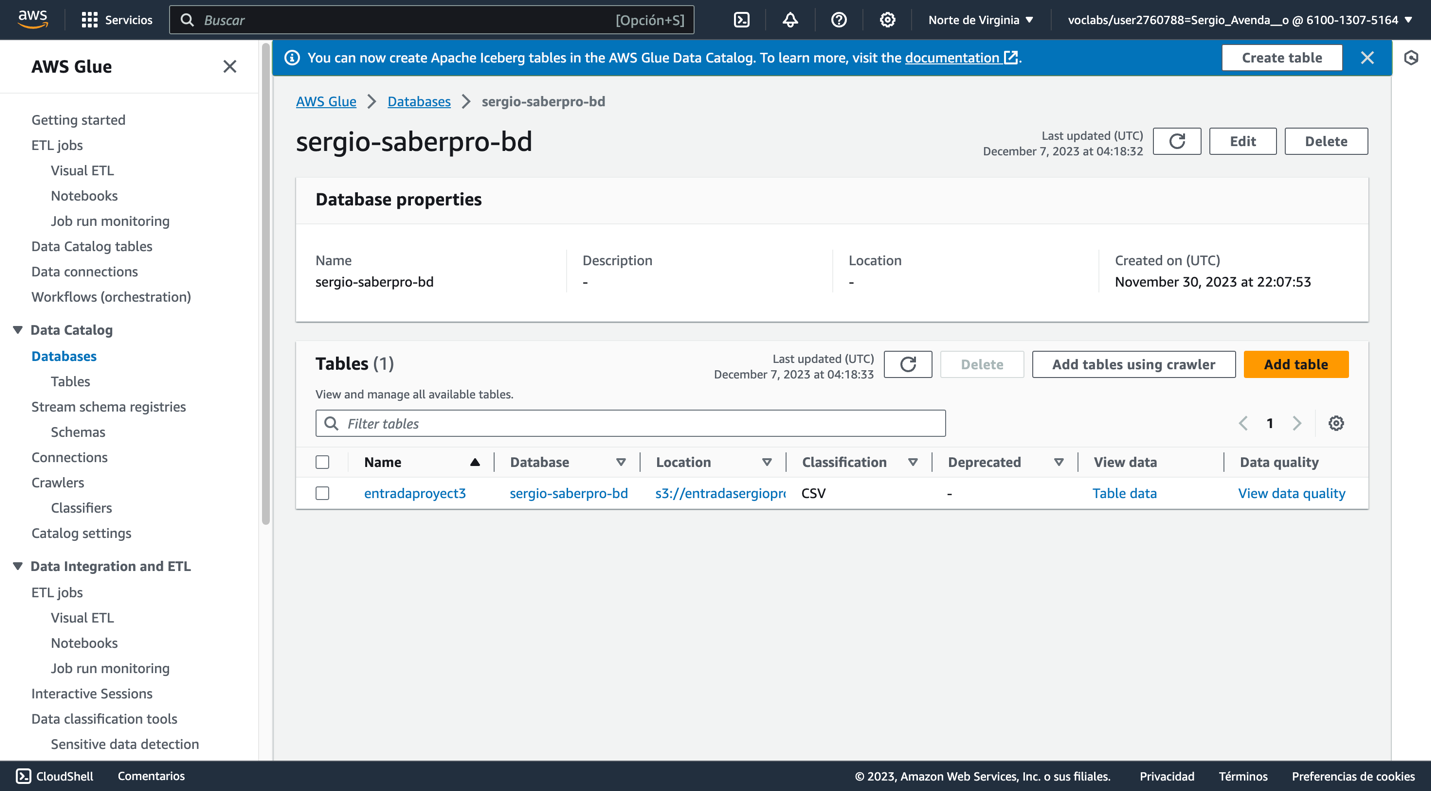 aws
Servicios
Buscar
[Opción+S]
Norte de Virginia
voclabs/user2760788=Sergio_Avenda__o @ 6100-1307-5164
AWS Glue
Getting started
ETL jobs
Visual ETL
Notebooks
Job run monitoring
Data Catalog tables
Data connections
Workflows (orchestration)
Data Catalog
Databases
Tables
Stream schema registries
Schemas
Connections
Crawlers
Classifiers
Catalog settings
Data Integration and ETL
ETL jobs
Visual ETL
Notebooks
Job run monitoring
Interactive Sessions
Data classification tools
Sensitive data detection
You can now create Apache Iceberg tables in the AWS Glue Data Catalog. To learn more, visit the documentation.
Create table
AWS Glue
Databases
sergio-saberpro-bd
sergio-saberpro-bd
Last updated (UTC)
December 7, 2023 at 04:18:32
Edit
Delete
Database properties
Name
sergio-saberpro-bd
Description
-
Location
-
Created on (UTC)
November 30, 2023 at 22:07:53
Tables (1)
Last updated (UTC)
December 7, 2023 at 04:18:33
Delete
Add tables using crawler
Add table
View and manage all available tables.
Filter tables
1
Name Database Location Classification Deprecated View data Data quality
entradaproyect3 sergio-saberpro-bd s3://entradasergiopr CSV - Table data View data quality
CloudShell
Comentarios
© 2023, Amazon Web Services, Inc. o sus filiales.
Privacidad
Términos
Preferencias de cookies